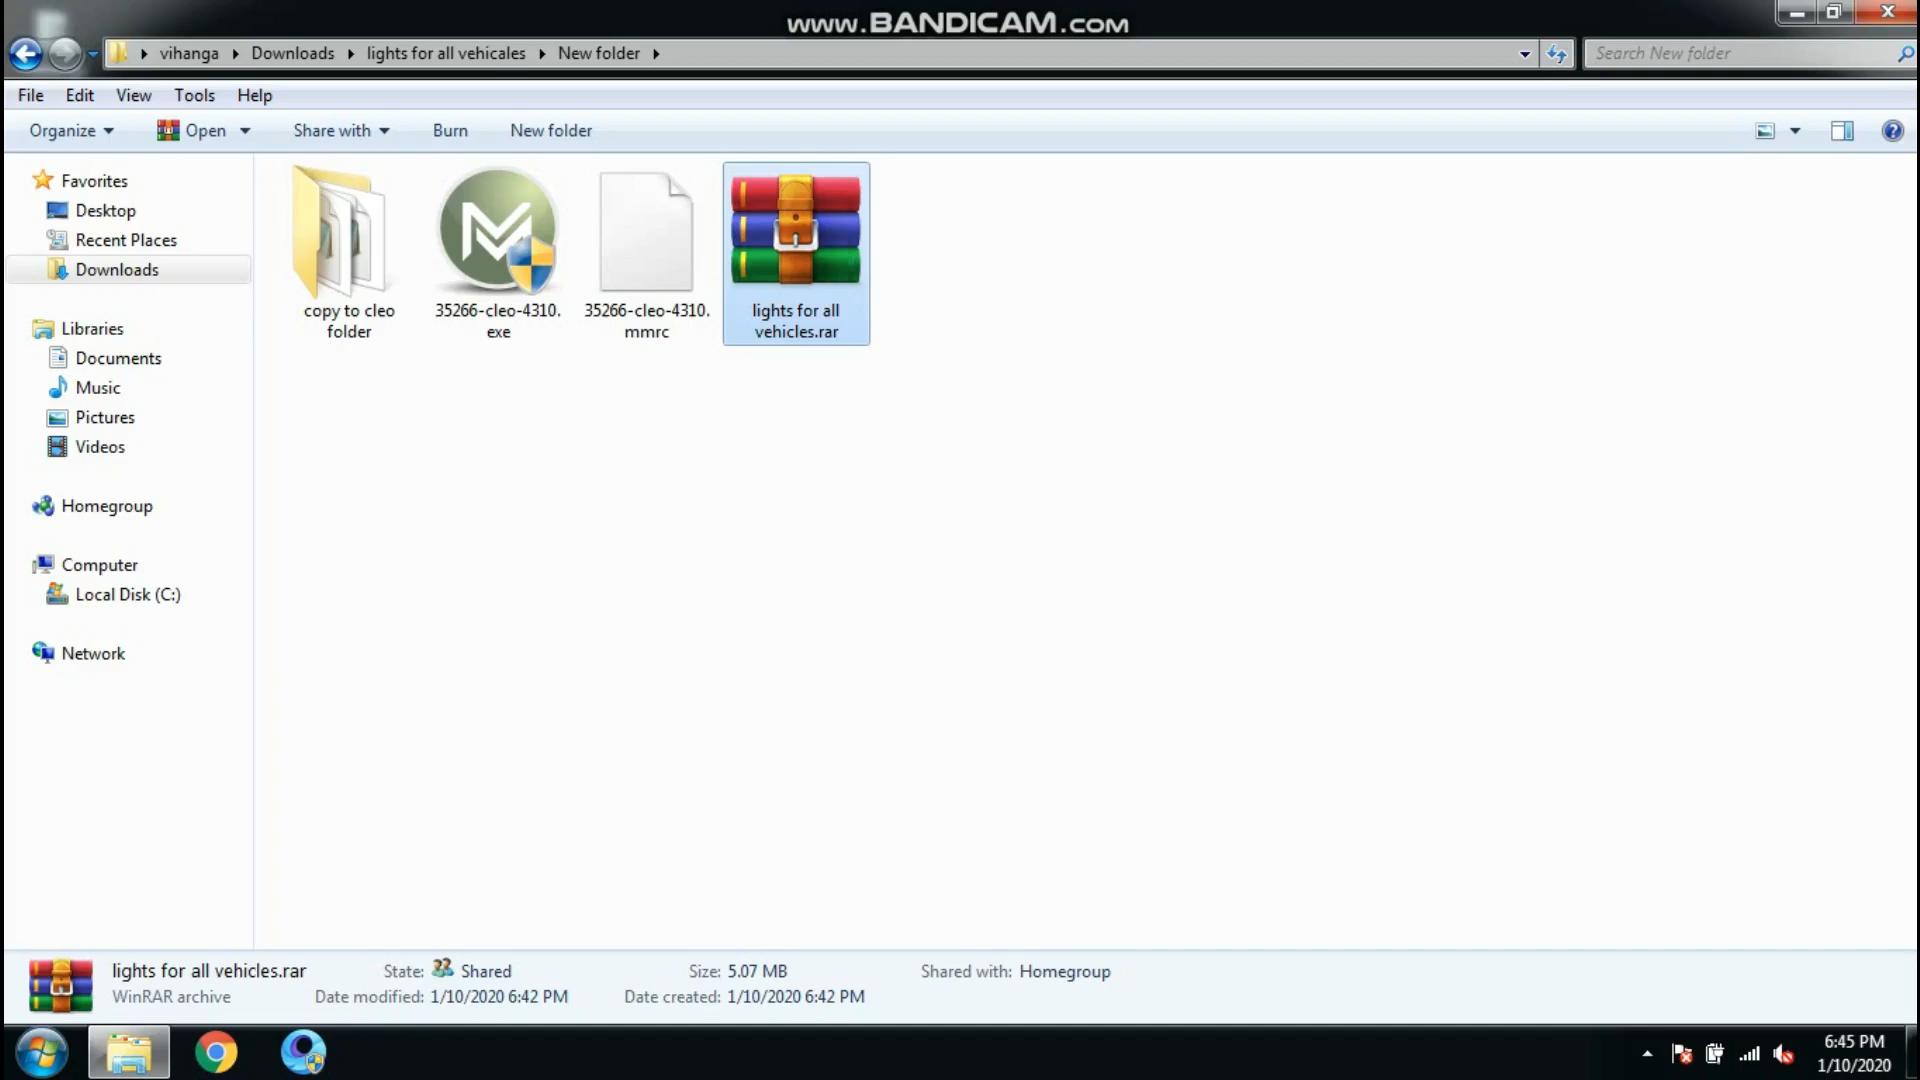 www.BANDICAM.com
vihanga Downloads lights for all vehicales New folder
Search New folder
File Edit View Tools Help
Organize Open Share with Burn New folder
Favorites
Desktop
Recent Places
Downloads
Libraries
Documents
Music
Pictures
Videos
Homegroup
Computer
Local Disk (C:)
Network
copy to cleo
folder
35266-cleo-4310.
exe
35266-cleo-4310.
mmrc
lights for all
vehicles.rar
lights for all vehicles.rar State: Shared Size: 5.07 MB Shared with: Homegroup
WinRAR archive Date modified: 1/10/2020 6:42 PM Date created: 1/10/2020 6:42 PM
6:45 PM
1/10/2020